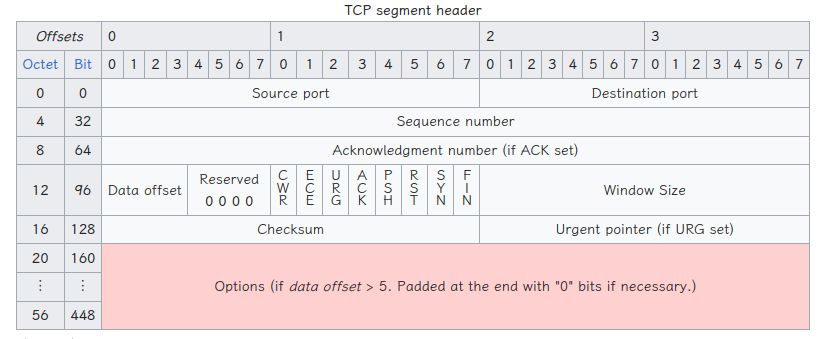 TCP segment header
Offsets 0 1 2 3
Octet Bit 0 1 2 3 4 5 6 7 0 1 2 3 4 5 6 7 0 1 2 3 4 5 6 7 0 1 2 3 4 5 6 7
0 0 Source port Destination port
4 32 Sequence number
8 64 Acknowledgment number (if ACK set)
12 96 Data offset Reserved 0 0 0 0 CWR ECE URG ACK PSH RST SYN FIN Window Size
16 128 Checksum Urgent pointer (if URG set)
20 160
⋮ ⋮ Options (if data offset > 5. Padded at the end with "0" bits if necessary.)
56 448